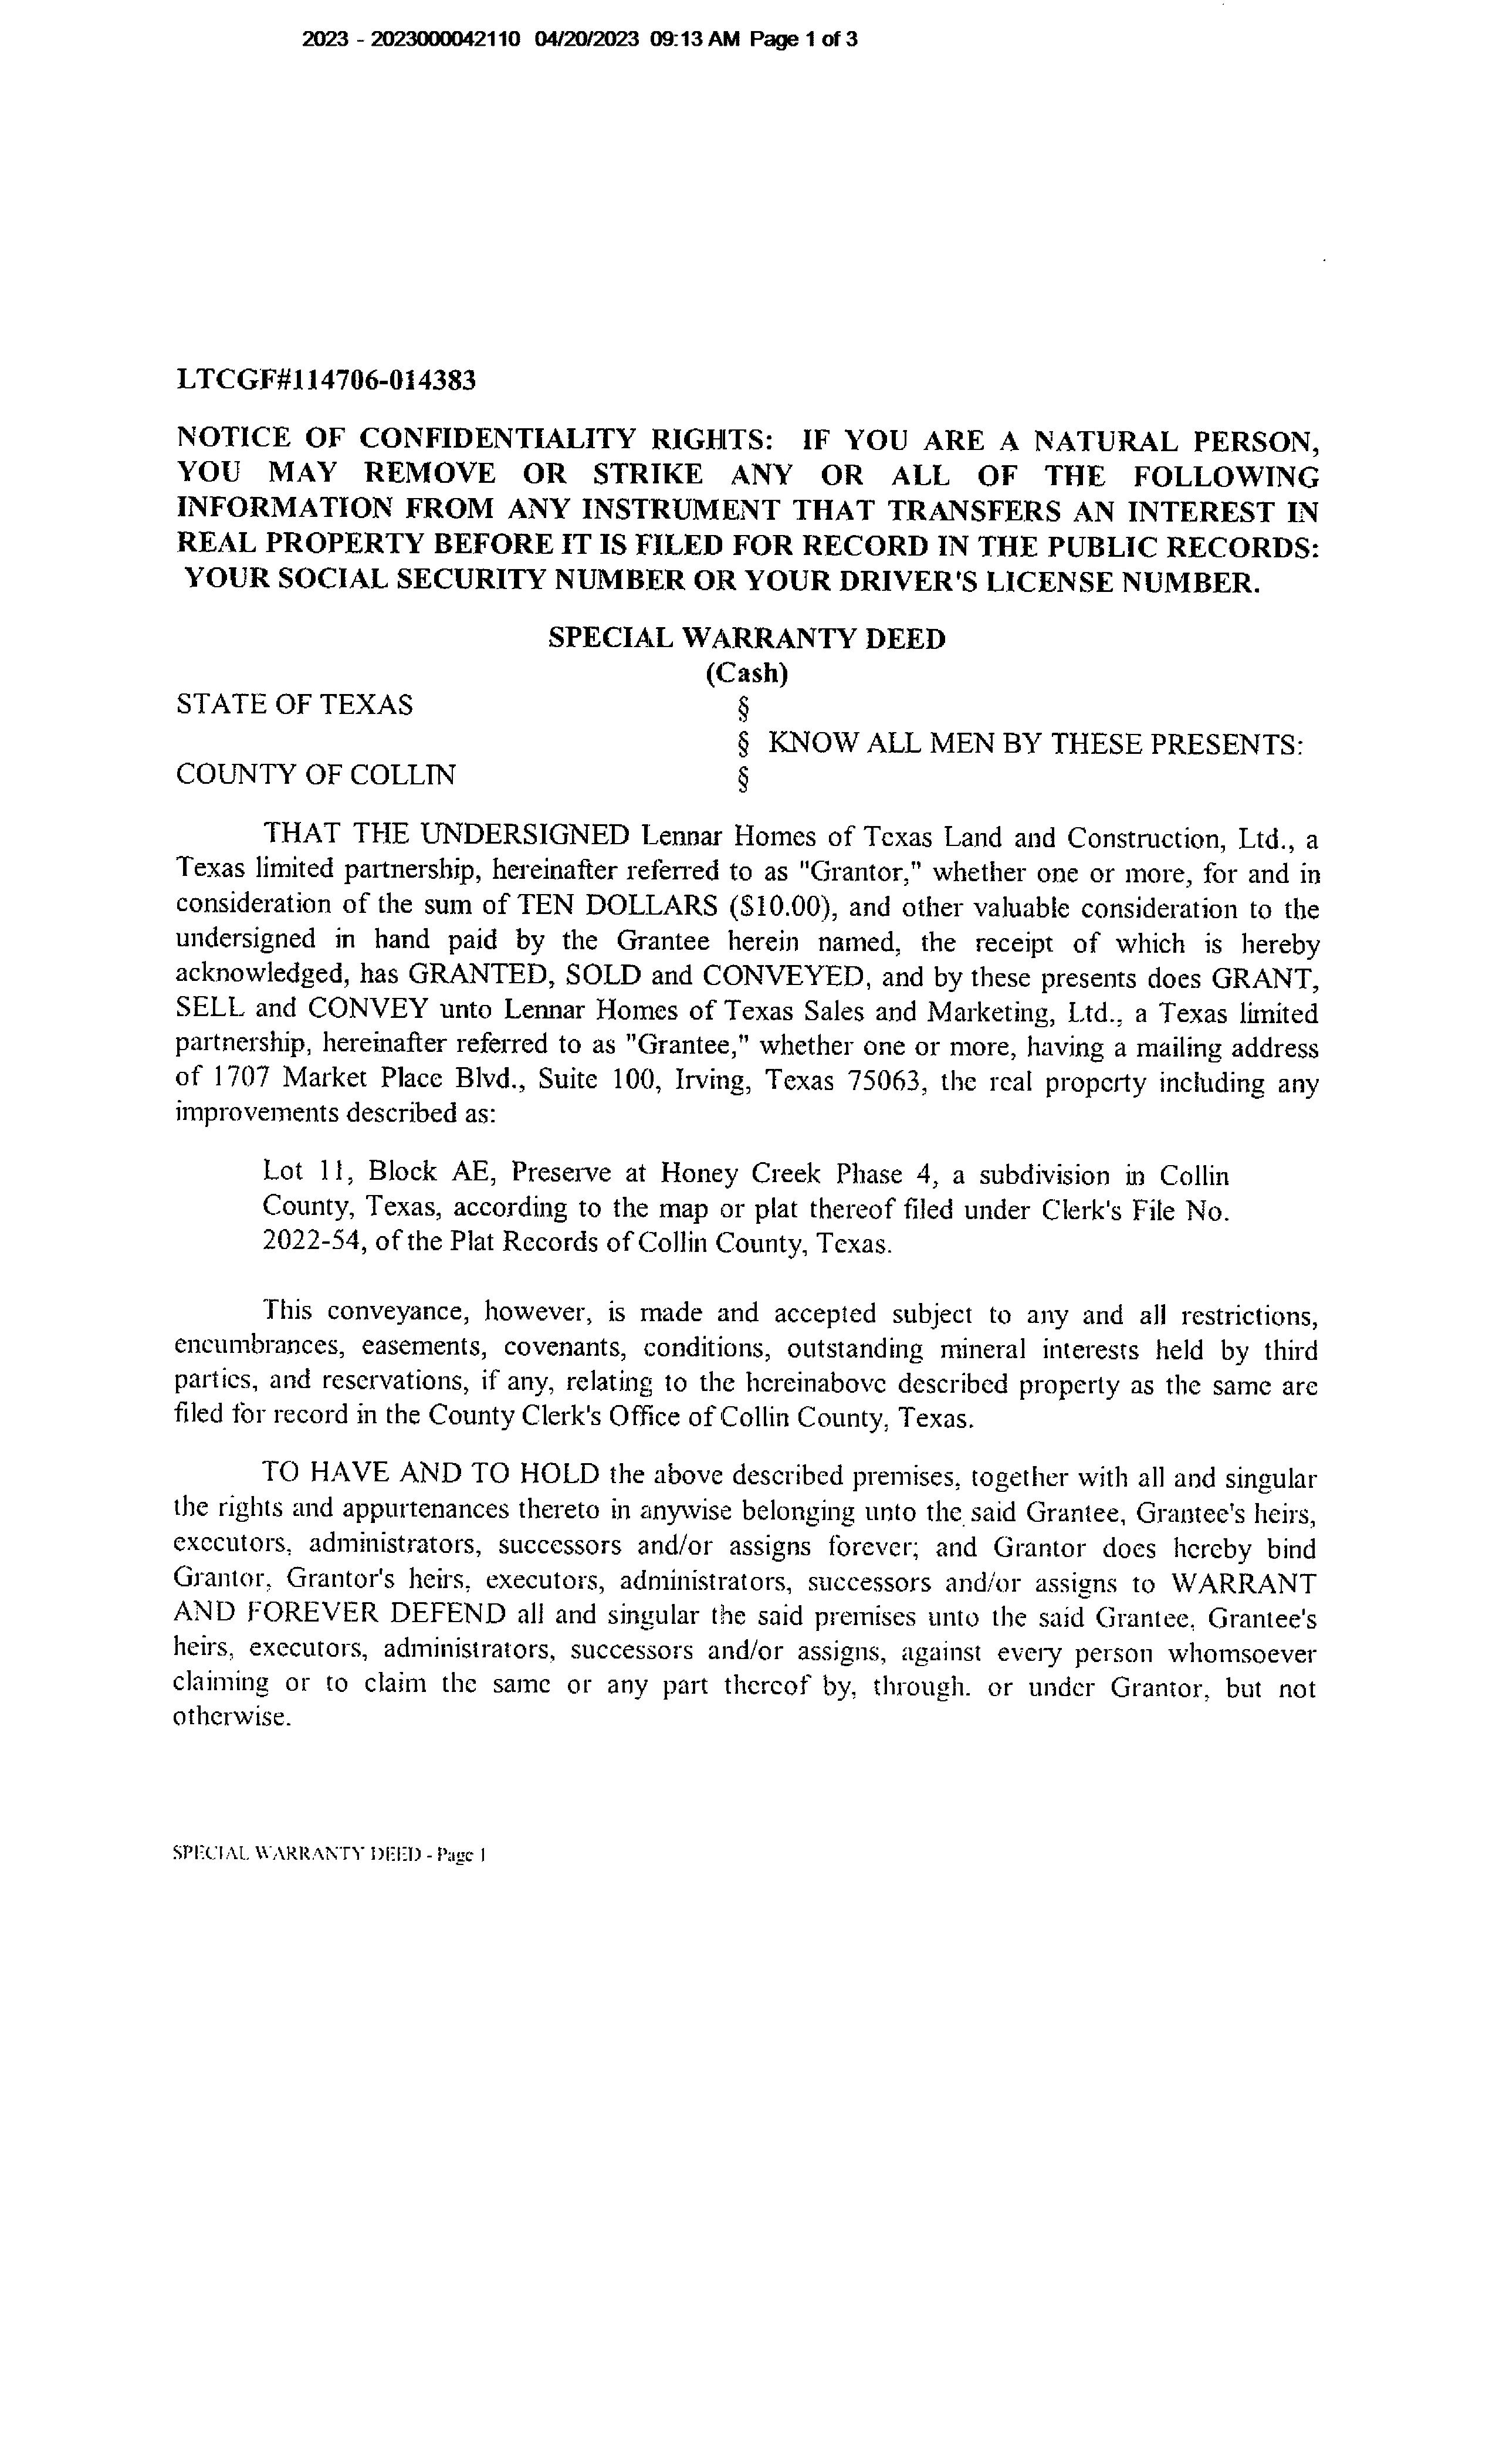 2023 - 2023000042110 04/20/2023 09:13 AM Page 1 of 3
LTCGF#114706-014383
NOTICE OF CONFIDENTIALITY RIGHTS: IF YOU ARE A NATURAL PERSON,
YOU MAY REMOVE OR STRIKE ANY OR ALL OF THE FOLLOWING
INFORMATION FROM ANY INSTRUMENT THAT TRANSFERS AN INTEREST IN
REAL PROPERTY BEFORE IT IS FILED FOR RECORD IN THE PUBLIC RECORDS:
YOUR SOCIAL SECURITY NUMBER OR YOUR DRIVER'S LICENSE NUMBER.
SPECIAL WARRANTY DEED
(Cash)
STATE OF TEXAS §
§ KNOW ALL MEN BY THESE PRESENTS:
COUNTY OF COLLIN §
THAT THE UNDERSIGNED Lennar Homes of Texas Land and Construction, Ltd., a
Texas limited partnership, hereinafter referred to as "Grantor," whether one or more, for and in
consideration of the sum of TEN DOLLARS ($10.00), and other valuable consideration to the
undersigned in hand paid by the Grantee herein named, the receipt of which is hereby
acknowledged, has GRANTED, SOLD and CONVEYED, and by these presents does GRANT,
SELL and CONVEY unto Lennar Homes of Texas Sales and Marketing, Ltd., a Texas limited
partnership, hereinafter referred to as "Grantee," whether one or more, having a mailing address
of 1707 Market Place Blvd., Suite 100, Irving, Texas 75063, the real property including any
improvements described as:
Lot 11, Block AE, Preserve at Honey Creek Phase 4, a subdivision in Collin
County, Texas, according to the map or plat thereof filed under Clerk's File No.
2022-54, of the Plat Records of Collin County, Texas.
This conveyance, however, is made and accepted subject to any and all restrictions,
encumbrances, easements, covenants, conditions, outstanding mineral interests held by third
parties, and reservations, if any, relating to the hereinabove described property as the same are
filed for record in the County Clerk's Office of Collin County, Texas.
TO HAVE AND TO HOLD the above described premises, together with all and singular
the rights and appurtenances thereto in anywise belonging unto the said Grantee, Grantee's heirs,
executors, administrators, successors and/or assigns forever; and Grantor does hereby bind
Grantor, Grantor's heirs, executors, administrators, successors and/or assigns to WARRANT
AND FOREVER DEFEND all and singular the said premises unto the said Grantee, Grantee's
heirs, executors, administrators, successors and/or assigns, against every person whomsoever
claiming or to claim the same or any part thereof by, through. or under Grantor, but not
otherwise.
SPECIAL WARRANTY DEED - Page 1